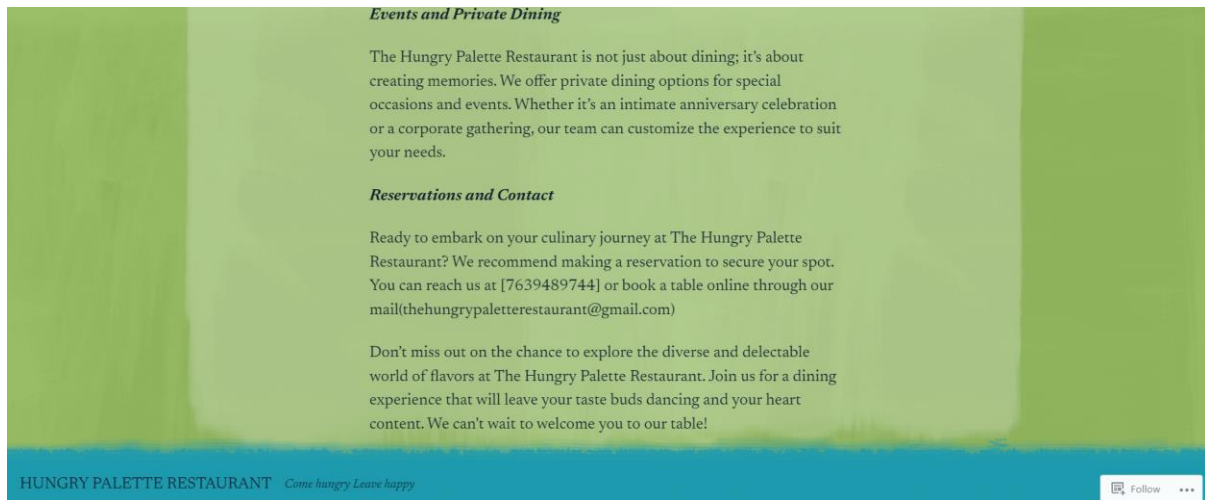 Events and Private Dining
The Hungry Palette Restaurant is not just about dining; it's about
creating memories. We offer private dining options for special
occasions and events. Whether it's an intimate anniversary celebration
or a corporate gathering, our team can customize the experience to suit
your needs.
Reservations and Contact
Ready to embark on your culinary journey at The Hungry Palette
Restaurant? We recommend making a reservation to secure your spot.
You can reach us at [7639489744] or book a table online through our
mail(thehungrypaletterestaurant@gmail.com)
Don't miss out on the chance to explore the diverse and delectable
world of flavors at The Hungry Palette Restaurant. Join us for a dining
experience that will leave your taste buds dancing and your heart
content. We can't wait to welcome you to our table!
HUNGRY PALETTE RESTAURANT Come hungry Leave happy
Follow